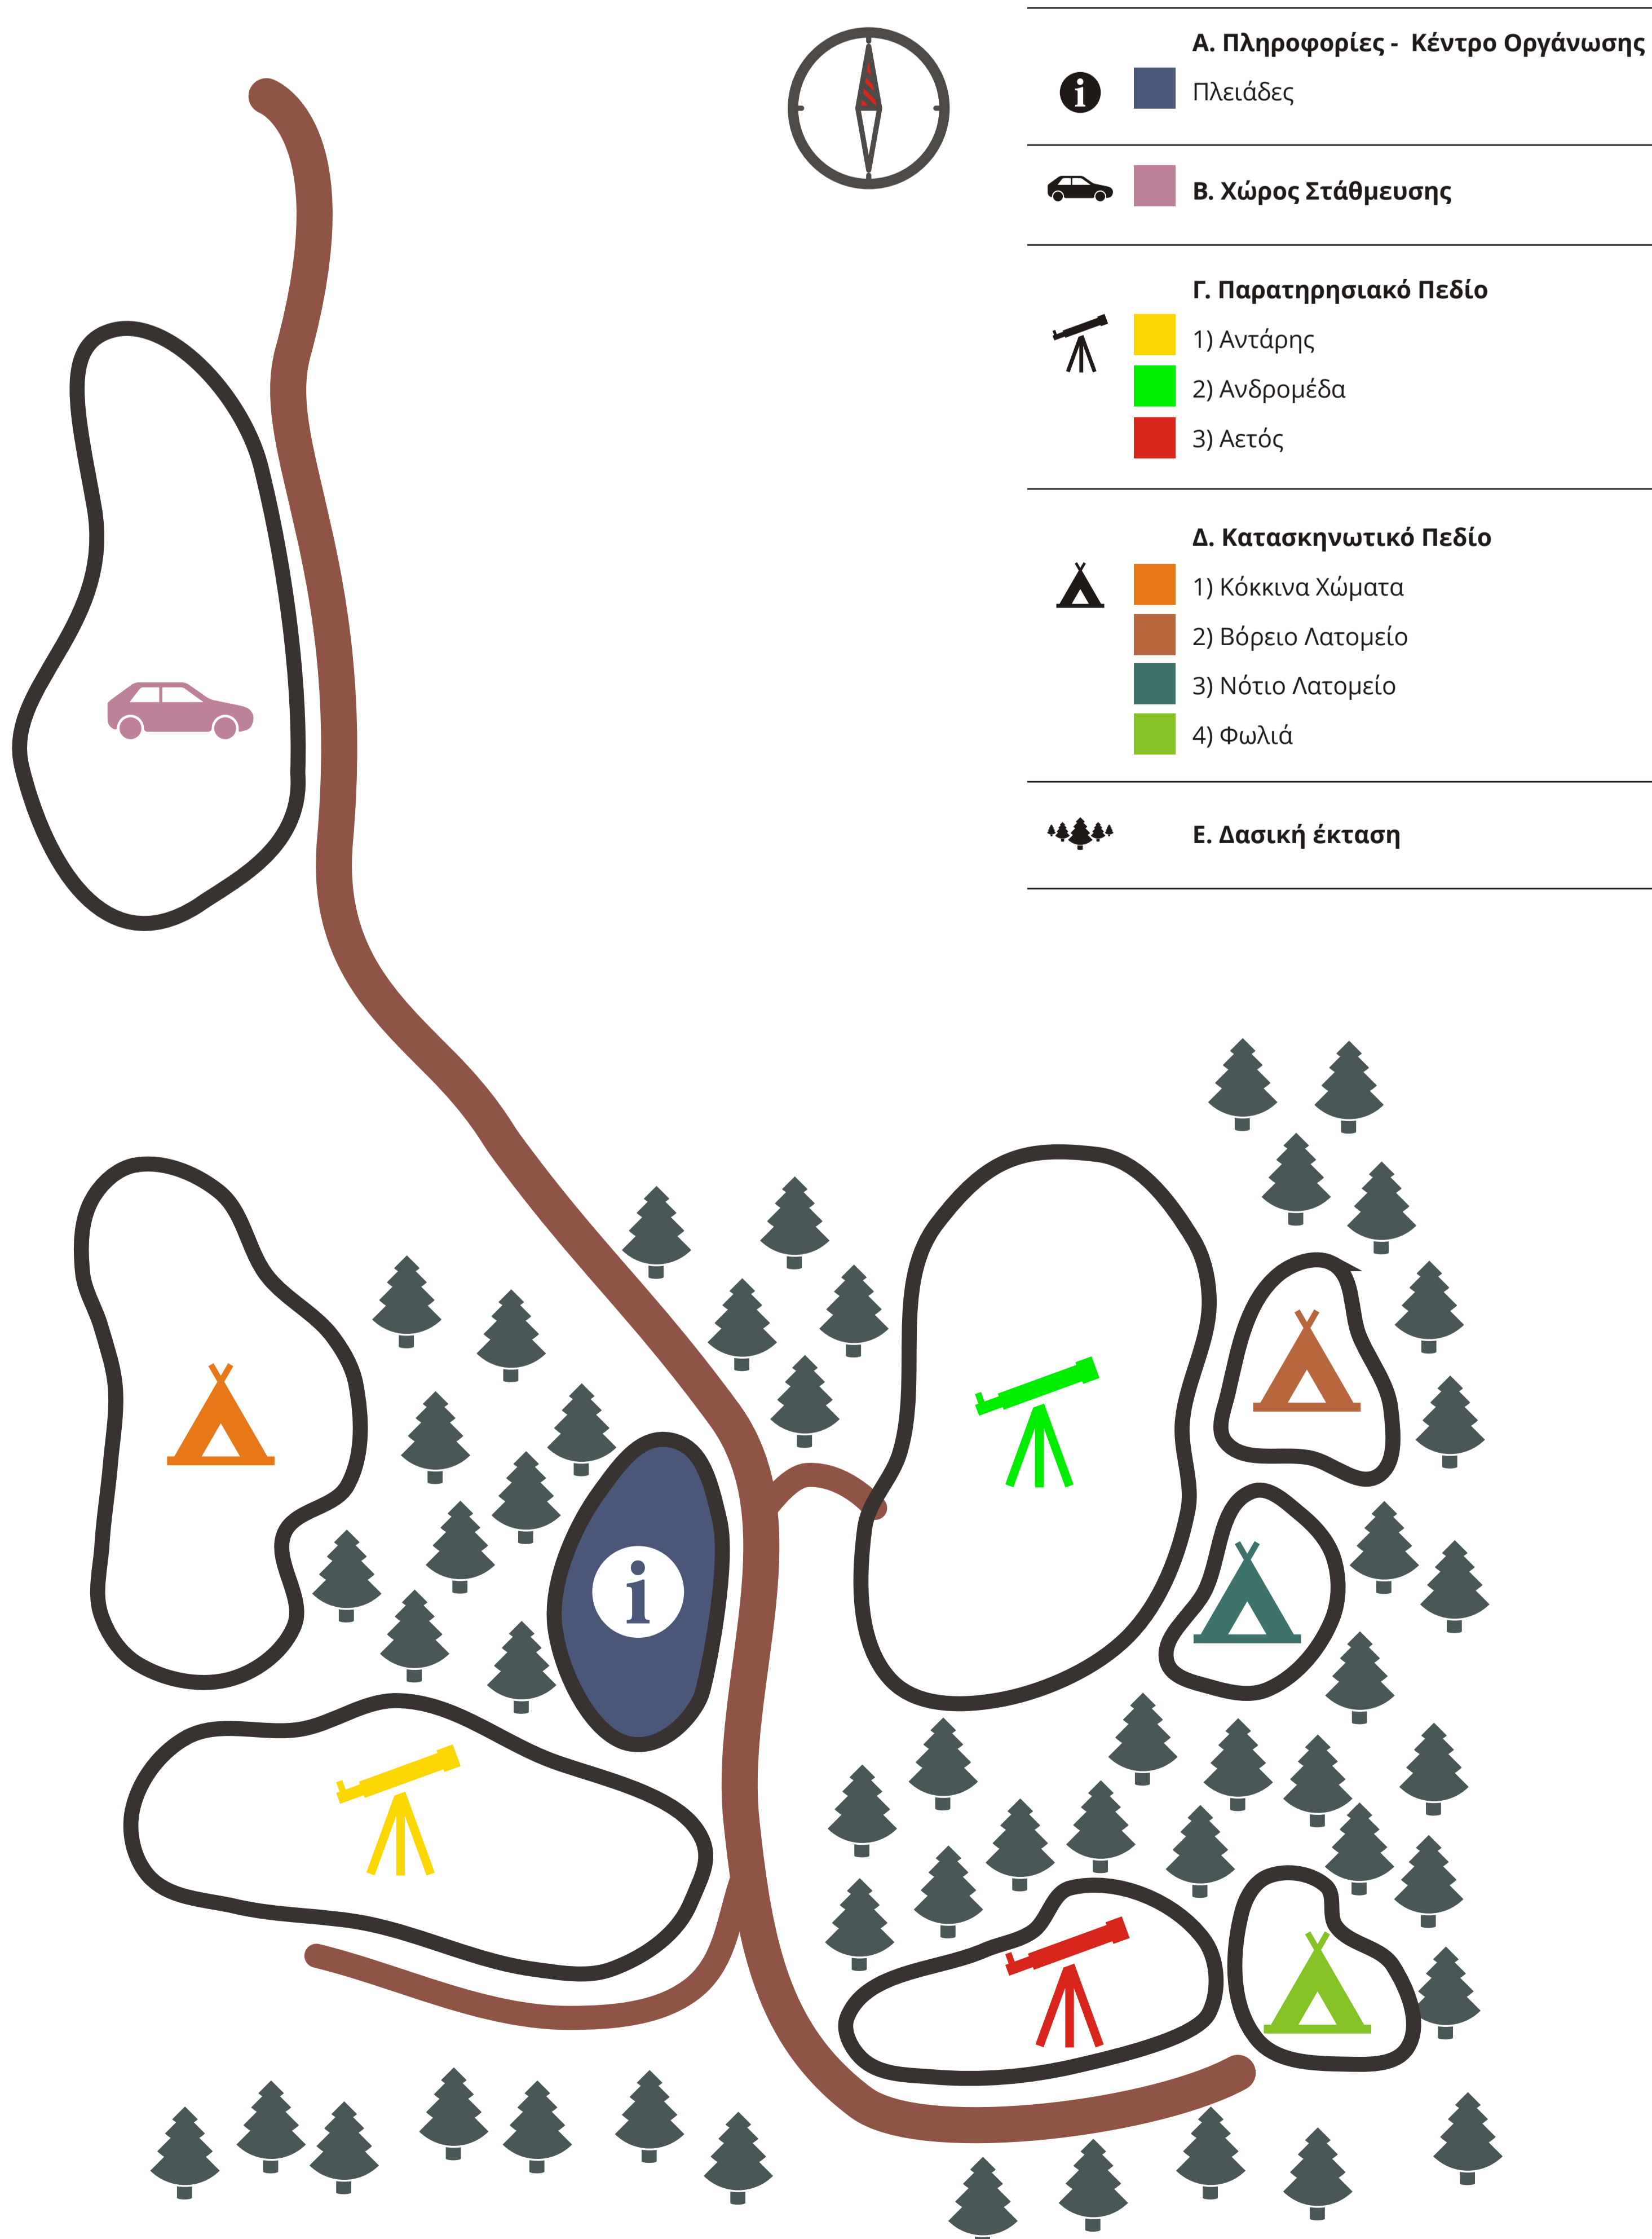 Α. Πληροφορίες - Κέντρο Οργάνωσης
i
Πλειάδες
Β. Χώρος Στάθμευσης
Γ. Παρατηρησιακό Πεδίο
1) Αντάρης
2) Ανδρομέδα
3) Αετός
Δ. Κατασκηνωτικό Πεδίο
1) Κόκκινα Χώματα
2) Βόρειο Λατομείο
3) Νότιο Λατομείο
4) Φωλιά
Ε. Δασική έκταση
i